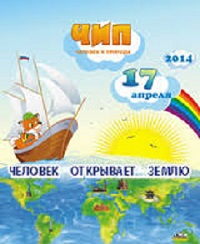 ЧИП
ЧЕЛОВЕК И ПРИРОДА
2014
17
апреля
ЧЕЛОВЕК ОТКРЫВАЕТ ЗЕМЛЮ